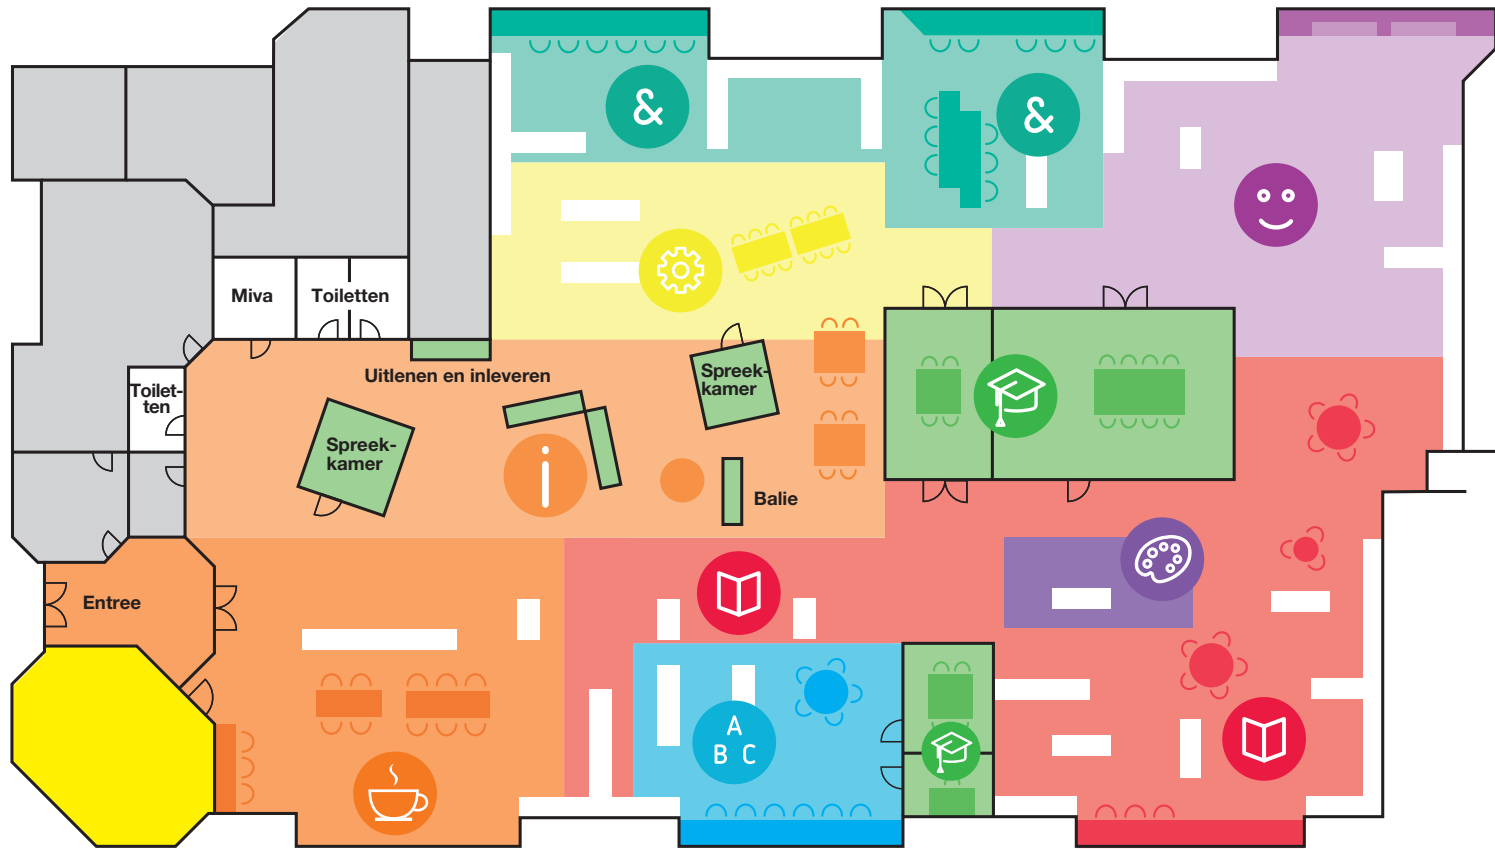 &
&
Miva
Toiletten
Uitlenen en inleveren
Toilet-
ten
Spreek-
kamer
Spreek-
kamer
i
Balie
Entree
A
B C